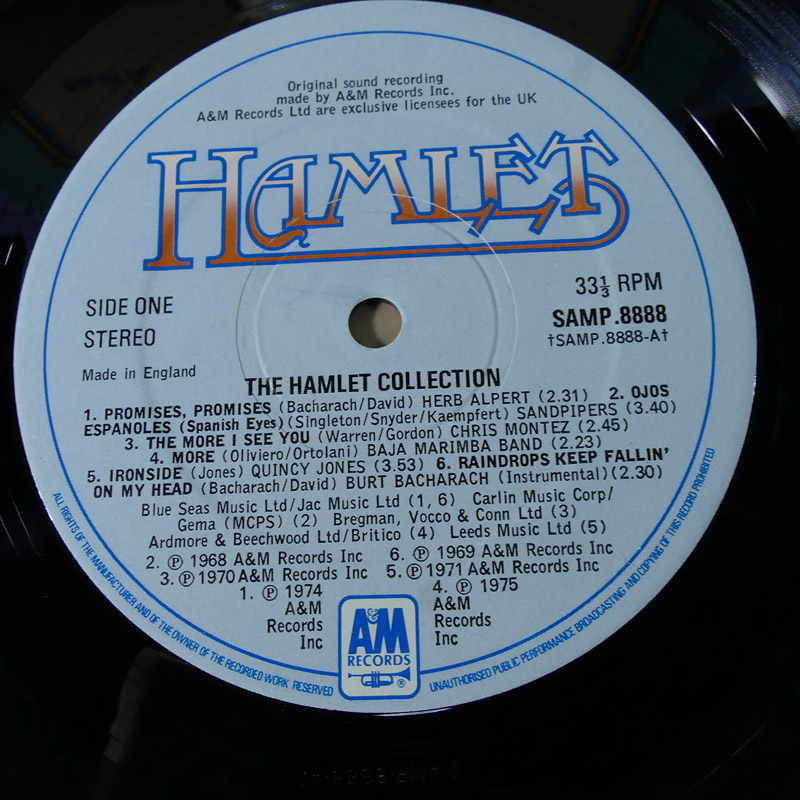 Original sound recording
made by A&M Records Inc.
A&M Records Ltd are exclusive licensees for the UK
HAMLET
SIDE ONE
STEREO
Made in England
33⅓ RPM
SAMP.8888
†SAMP.8888-A†
THE HAMLET COLLECTION
1. PROMISES, PROMISES (Bacharach/David) HERB ALPERT (2.31) 2. OJOS
ESPANOLES (Spanish Eyes) (Singleton/Snyder/Kaempfert) SANDPIPERS (3.40)
3. THE MORE I SEE YOU (Warren/Gordon) CHRIS MONTEZ (2.45)
4. MORE (Oliviero/Ortolani) BAJA MARIMBA BAND (2.23)
5. IRONSIDE (Jones) QUINCY JONES (3.53) 6. RAINDROPS KEEP FALLIN'
ON MY HEAD (Bacharach/David) BURT BACHARACH (Instrumental) (2.30)
Blue Seas Music Ltd/Jac Music Ltd (1, 6) Carlin Music Corp/
Gema (MCPS) (2) Bregman, Vocco & Conn Ltd (3)
Ardmore & Beechwood Ltd/Britico (4) Leeds Music Ltd (5)
2. ℗ 1968 A&M Records Inc 6. ℗ 1969 A&M Records Inc
3. ℗ 1970 A&M Records Inc 5. ℗ 1971 A&M Records Inc
1. ℗ 1974 A&M Records Inc
4. ℗ 1975 A&M Records Inc
A&M
RECORDS
®
ALL RIGHTS OF THE MANUFACTURER AND OF THE OWNER OF THE RECORDED WORK RESERVED
UNAUTHORISED PUBLIC PERFORMANCE BROADCASTING AND COPYING OF THIS RECORD PROHIBITED